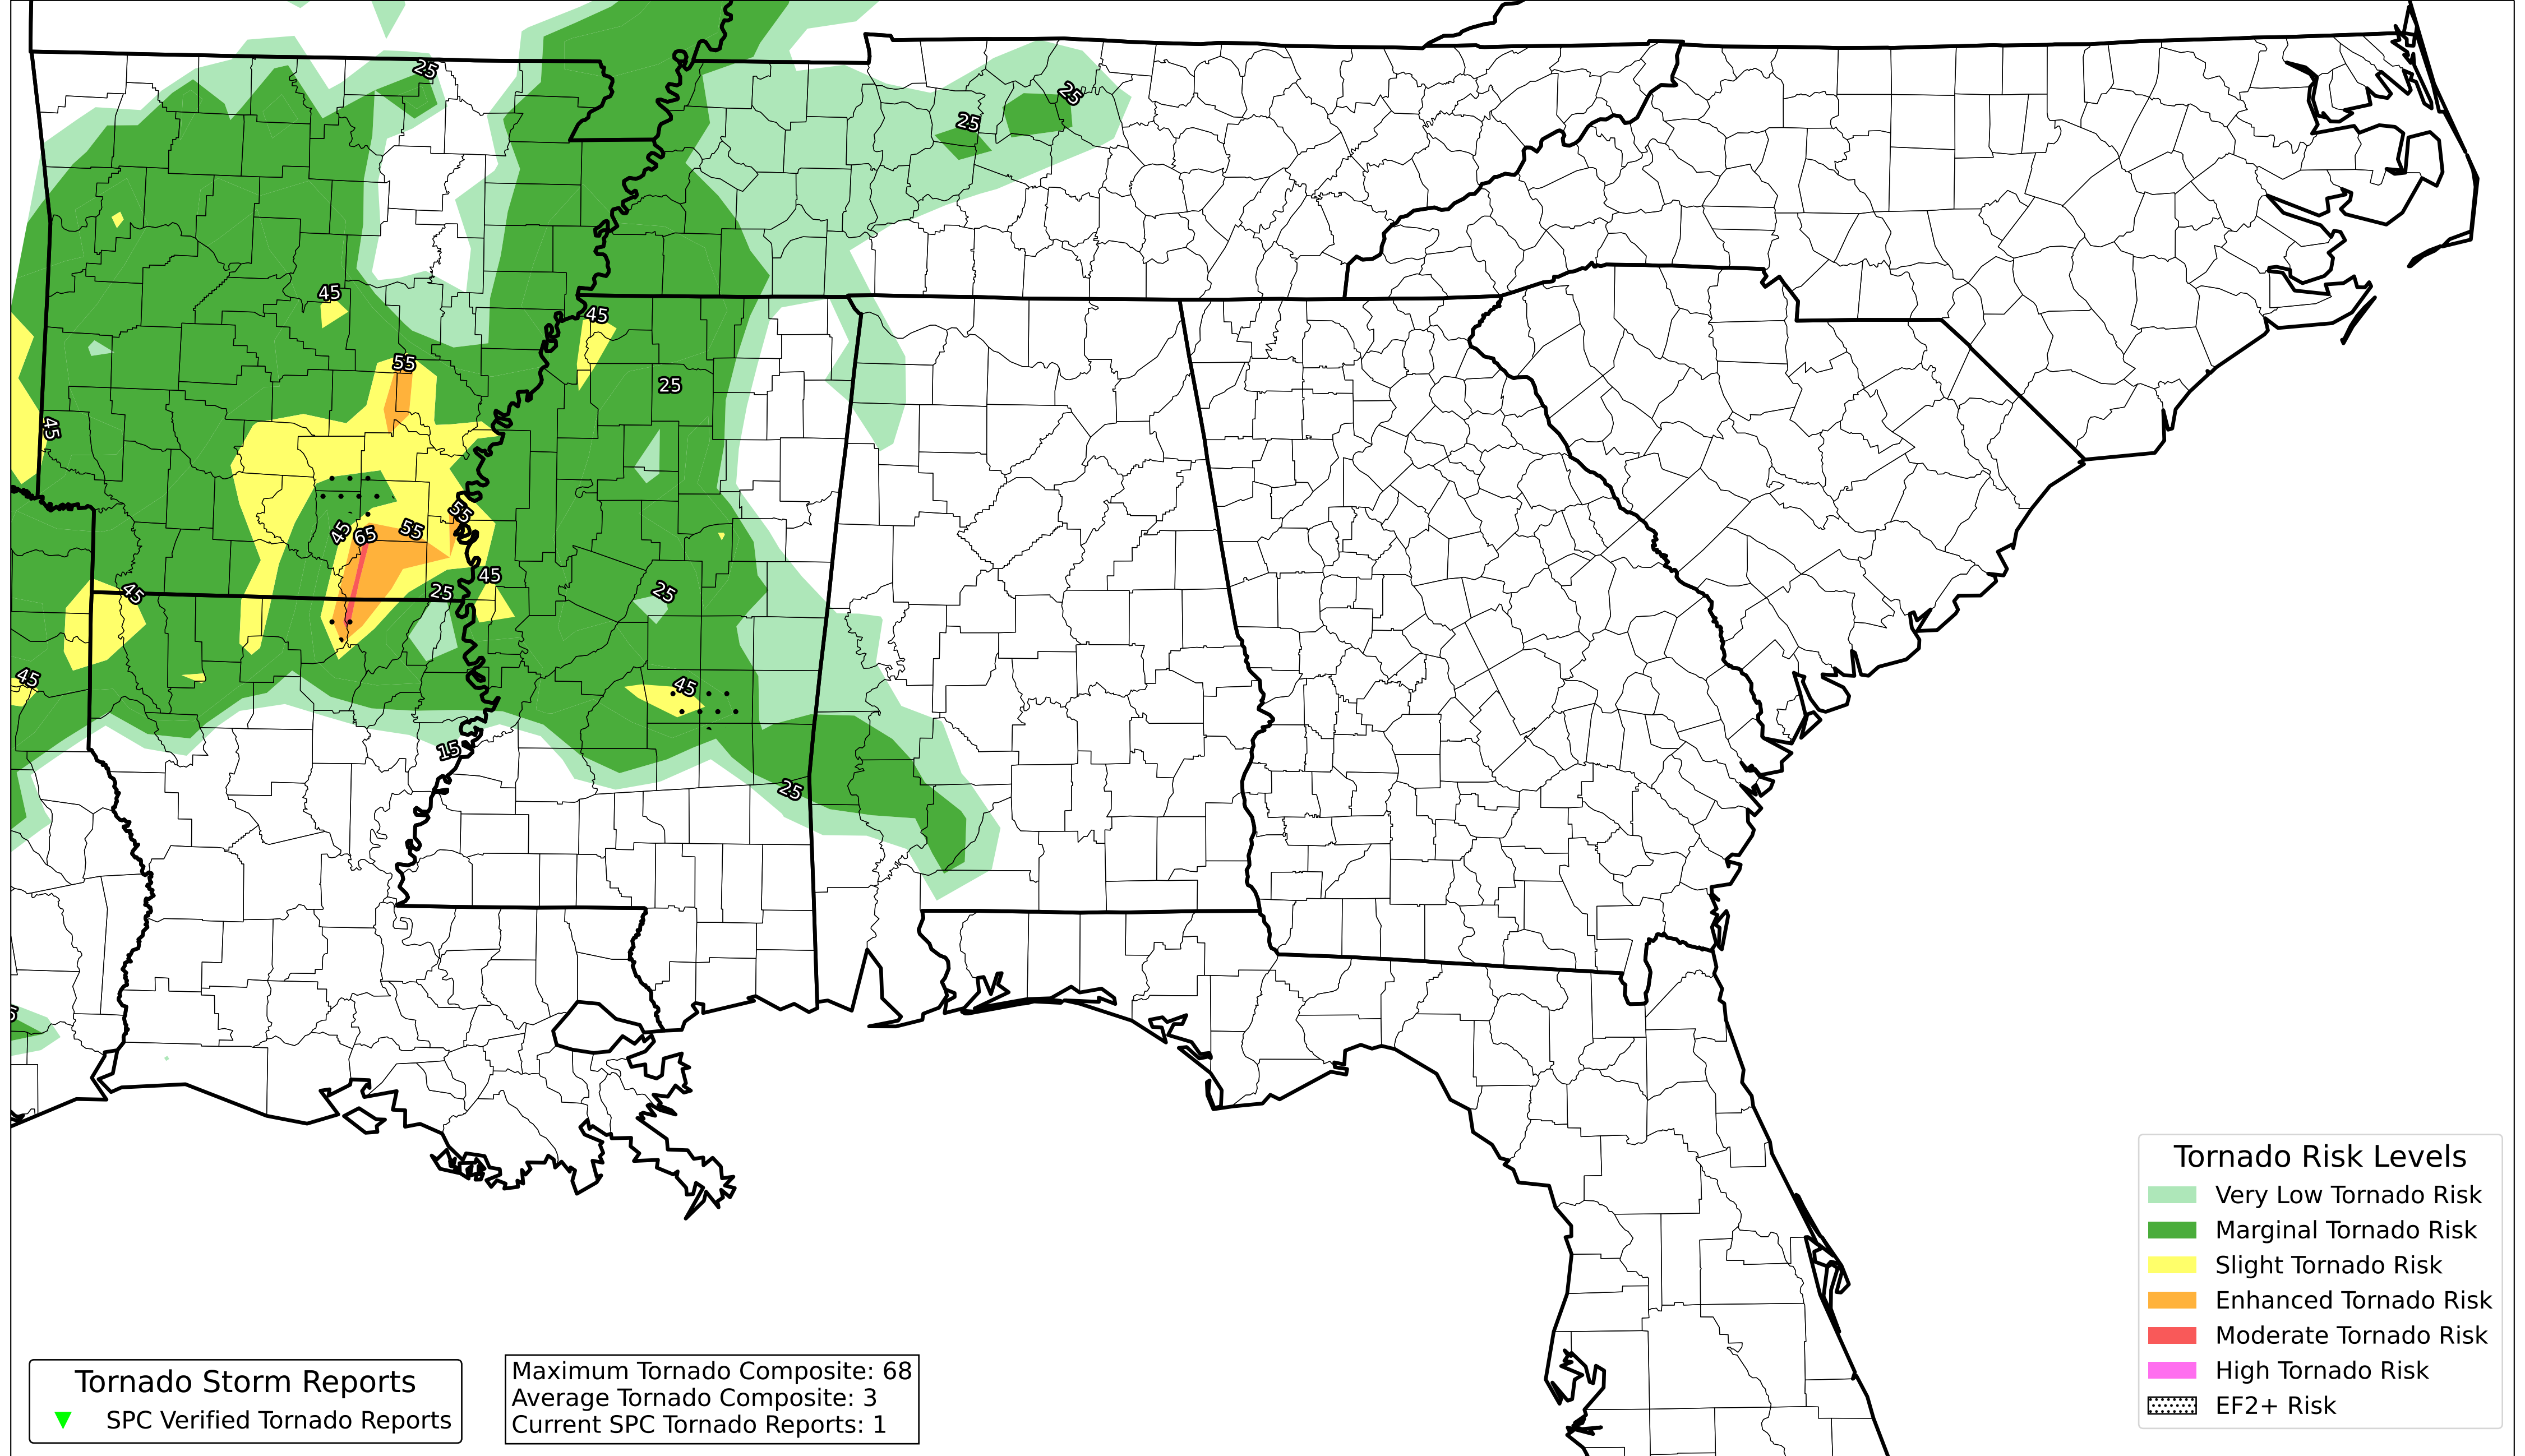 25
25
25
45
45
55
25
45
45
65
55
55
45
25
45
25
45
45
15
25
Tornado Risk Levels
Very Low Tornado Risk
Marginal Tornado Risk
Slight Tornado Risk
Enhanced Tornado Risk
Moderate Tornado Risk
High Tornado Risk
EF2+ Risk
Tornado Storm Reports
SPC Verified Tornado Reports
Maximum Tornado Composite: 68
Average Tornado Composite: 3
Current SPC Tornado Reports: 1